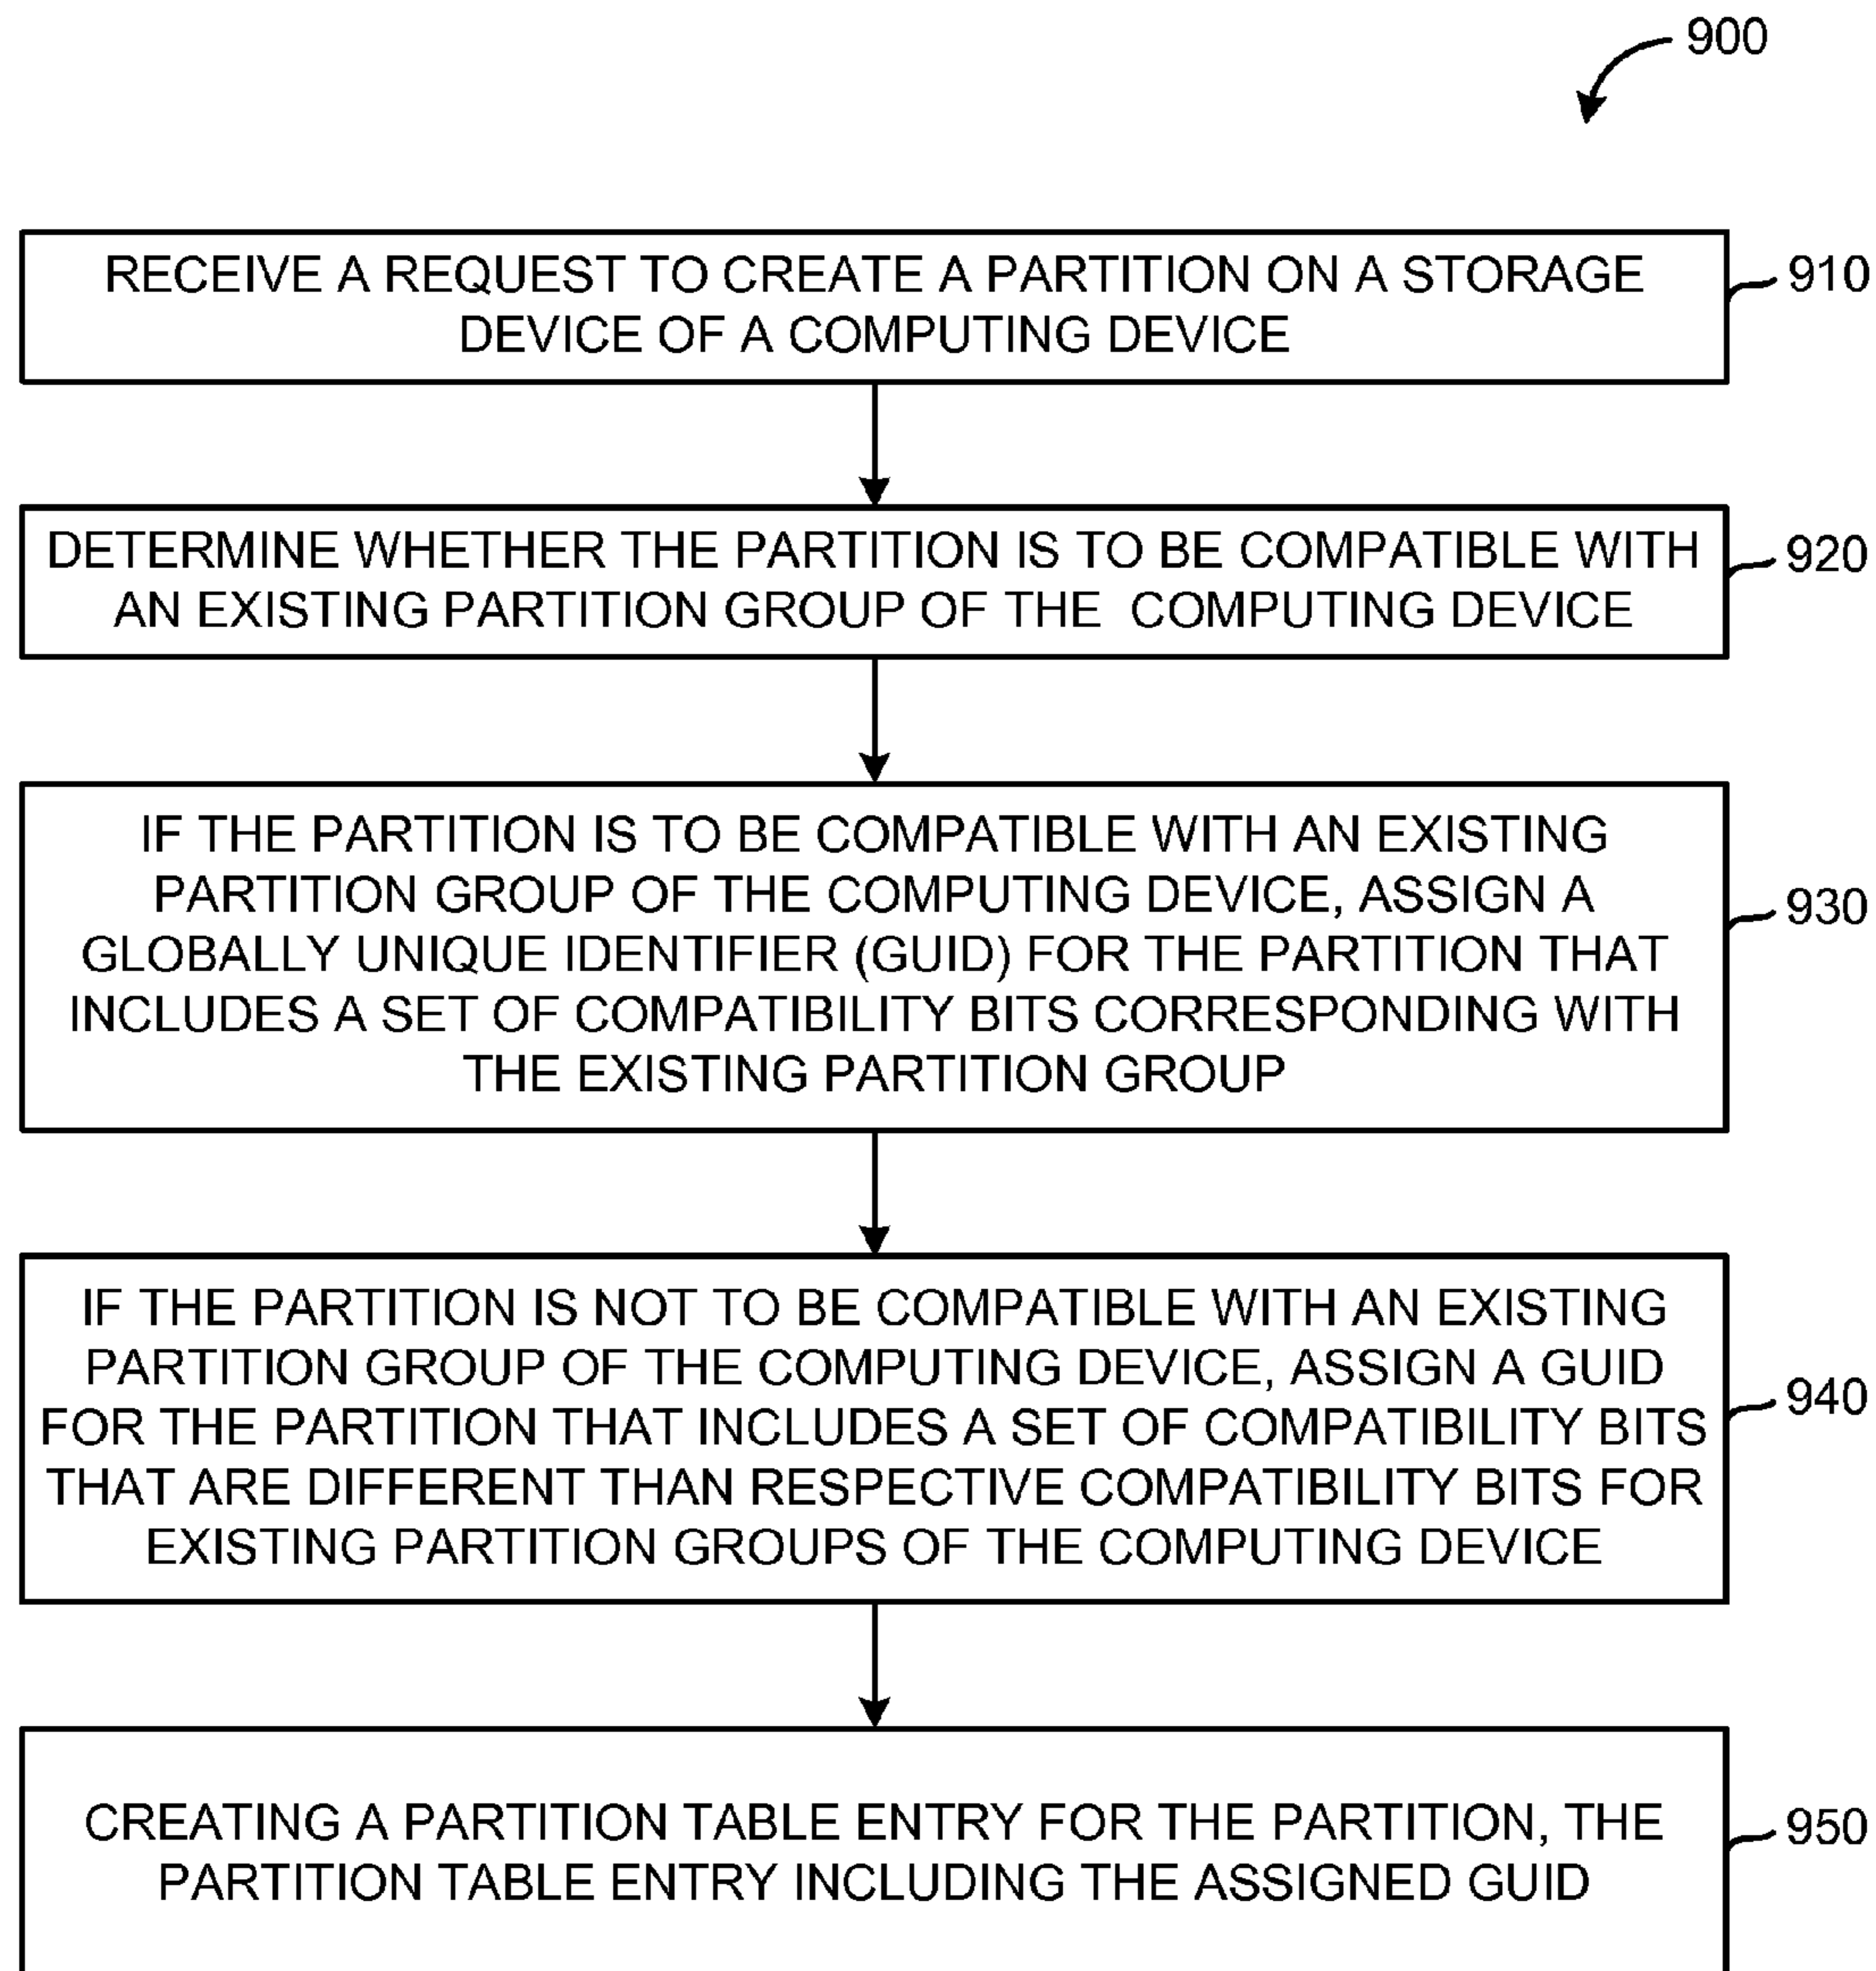 900
RECEIVE A REQUEST TO CREATE A PARTITION ON A STORAGE
DEVICE OF A COMPUTING DEVICE
910
DETERMINE WHETHER THE PARTITION IS TO BE COMPATIBLE WITH
AN EXISTING PARTITION GROUP OF THE COMPUTING DEVICE
920
IF THE PARTITION IS TO BE COMPATIBLE WITH AN EXISTING
PARTITION GROUP OF THE COMPUTING DEVICE, ASSIGN A
GLOBALLY UNIQUE IDENTIFIER (GUID) FOR THE PARTITION THAT
INCLUDES A SET OF COMPATIBILITY BITS CORRESPONDING WITH
THE EXISTING PARTITION GROUP
930
IF THE PARTITION IS NOT TO BE COMPATIBLE WITH AN EXISTING
PARTITION GROUP OF THE COMPUTING DEVICE, ASSIGN A GUID
FOR THE PARTITION THAT INCLUDES A SET OF COMPATIBILITY BITS
THAT ARE DIFFERENT THAN RESPECTIVE COMPATIBILITY BITS FOR
EXISTING PARTITION GROUPS OF THE COMPUTING DEVICE
940
CREATING A PARTITION TABLE ENTRY FOR THE PARTITION, THE
PARTITION TABLE ENTRY INCLUDING THE ASSIGNED GUID
950